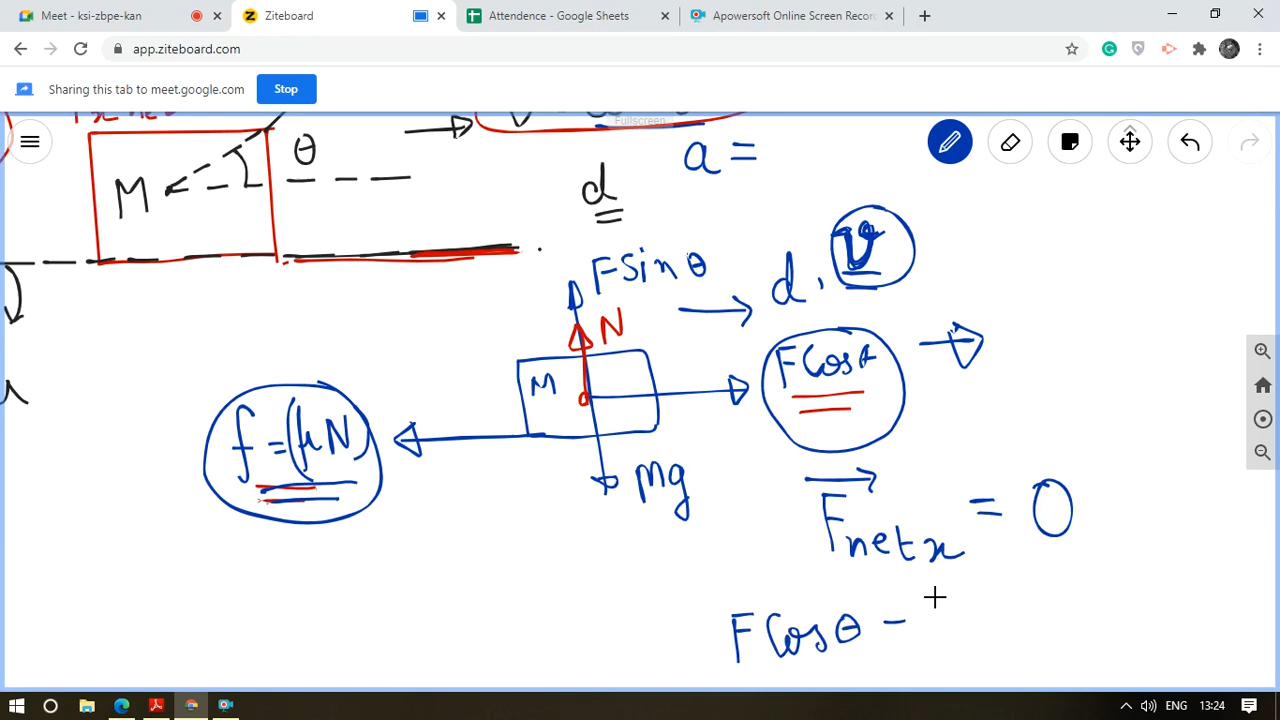 Meet - ksi-zbpe-kan
Ziteboard
Attendence - Google Sheets
Apowersoft Online Screen Recor
app.ziteboard.com
Sharing this tab to meet.google.com
Stop
Fullscreen
M
θ
a =
d
F Sin θ
d, v
N
M
F Cos θ
f = (μN)
Mg
F net x = 0
F Cos θ -
ENG
13:24